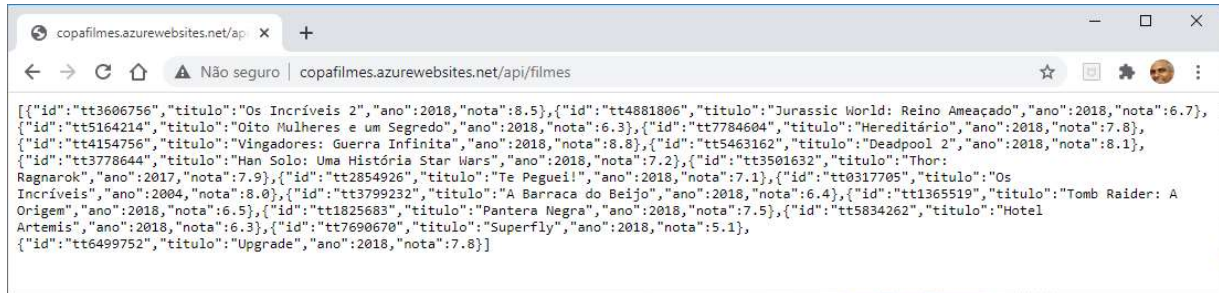 copafilmes.azurewebsites.net/ap
Não seguro | copafilmes.azurewebsites.net/api/filmes
[{"id":"tt3606756","titulo":"Os Incríveis 2","ano":2018,"nota":8.5},{"id":"tt4881806","titulo":"Jurassic World: Reino Ameaçado","ano":2018,"nota":6.7},
{"id":"tt5164214","titulo":"Oito Mulheres e um Segredo","ano":2018,"nota":6.3},{"id":"tt7784604","titulo":"Hereditário","ano":2018,"nota":7.8},
{"id":"tt4154756","titulo":"Vingadores: Guerra Infinita","ano":2018,"nota":8.8},{"id":"tt5463162","titulo":"Deadpool 2","ano":2018,"nota":8.1},
{"id":"tt3778644","titulo":"Han Solo: Uma História Star Wars","ano":2018,"nota":7.2},{"id":"tt3501632","titulo":"Thor:
Ragnarok","ano":2017,"nota":7.9},{"id":"tt2854926","titulo":"Te Peguei!","ano":2018,"nota":7.1},{"id":"tt0317705","titulo":"Os
Incríveis","ano":2004,"nota":8.0},{"id":"tt3799232","titulo":"A Barraca do Beijo","ano":2018,"nota":6.4},{"id":"tt1365519","titulo":"Tomb Raider: A
Origem","ano":2018,"nota":6.5},{"id":"tt1825683","titulo":"Pantera Negra","ano":2018,"nota":7.5},{"id":"tt5834262","titulo":"Hotel
Artemis","ano":2018,"nota":6.3},{"id":"tt7690670","titulo":"Superfly","ano":2018,"nota":5.1},
{"id":"tt6499752","titulo":"Upgrade","ano":2018,"nota":7.8}]